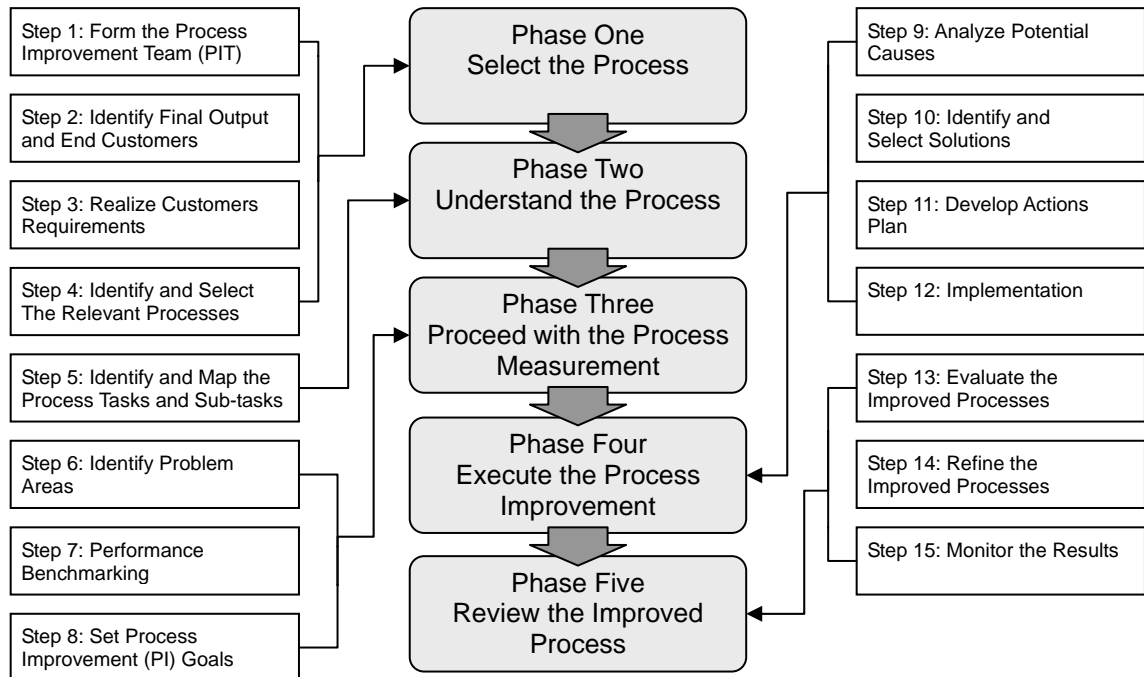 Step 1: Form the Process
Improvement Team (PIT)
Step 2: Identify Final Output
and End Customers
Step 3: Realize Customers
Requirements
Step 4: Identify and Select
The Relevant Processes
Step 5: Identify and Map the
Process Tasks and Sub-tasks
Step 6: Identify Problem
Areas
Step 7: Performance
Benchmarking
Step 8: Set Process
Improvement (PI) Goals
Phase One
Select the Process
Phase Two
Understand the Process
Phase Three
Proceed with the Process
Measurement
Phase Four
Execute the Process
Improvement
Phase Five
Review the Improved
Process
Step 9: Analyze Potential
Causes
Step 10: Identify and
Select Solutions
Step 11: Develop Actions
Plan
Step 12: Implementation
Step 13: Evaluate the
Improved Processes
Step 14: Refine the
Improved Processes
Step 15: Monitor the Results